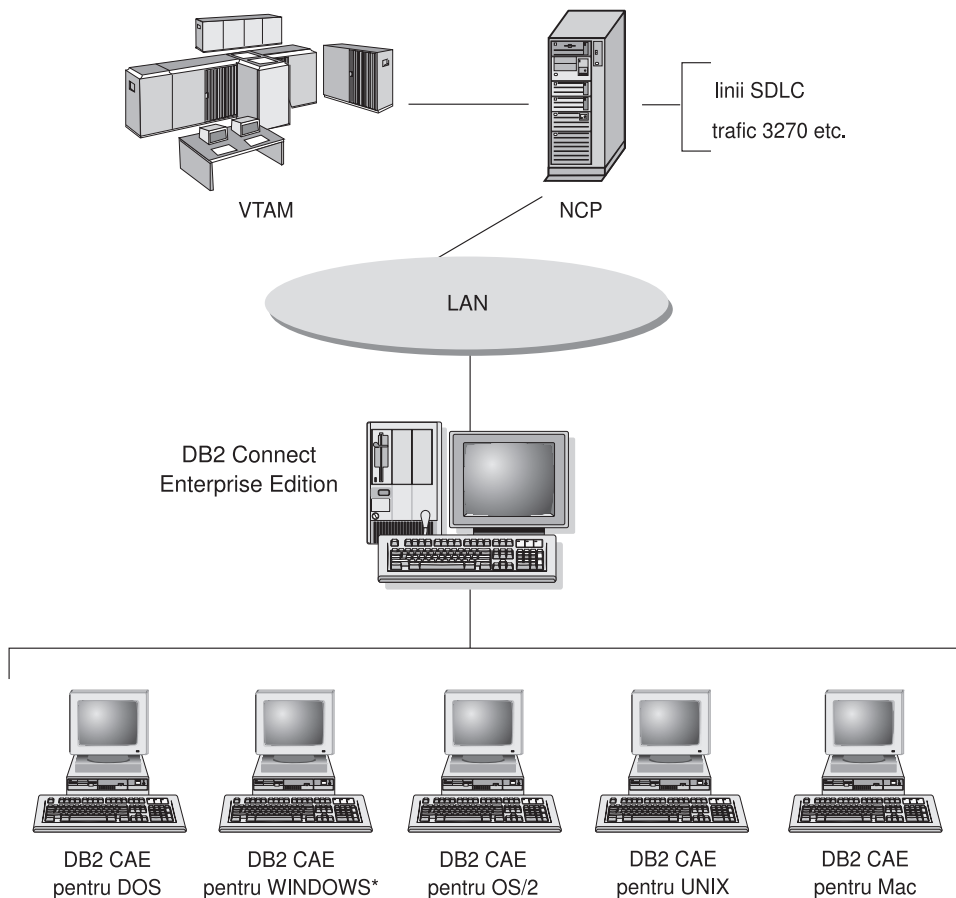 linii SDLC
trafic 3270 etc.
VTAM
NCP
LAN
DB2 Connect
Enterprise Edition
DB2 CAE
pentru DOS
DB2 CAE
pentru WINDOWS*
DB2 CAE
pentru OS/2
DB2 CAE
pentru UNIX
DB2 CAE
pentru Mac